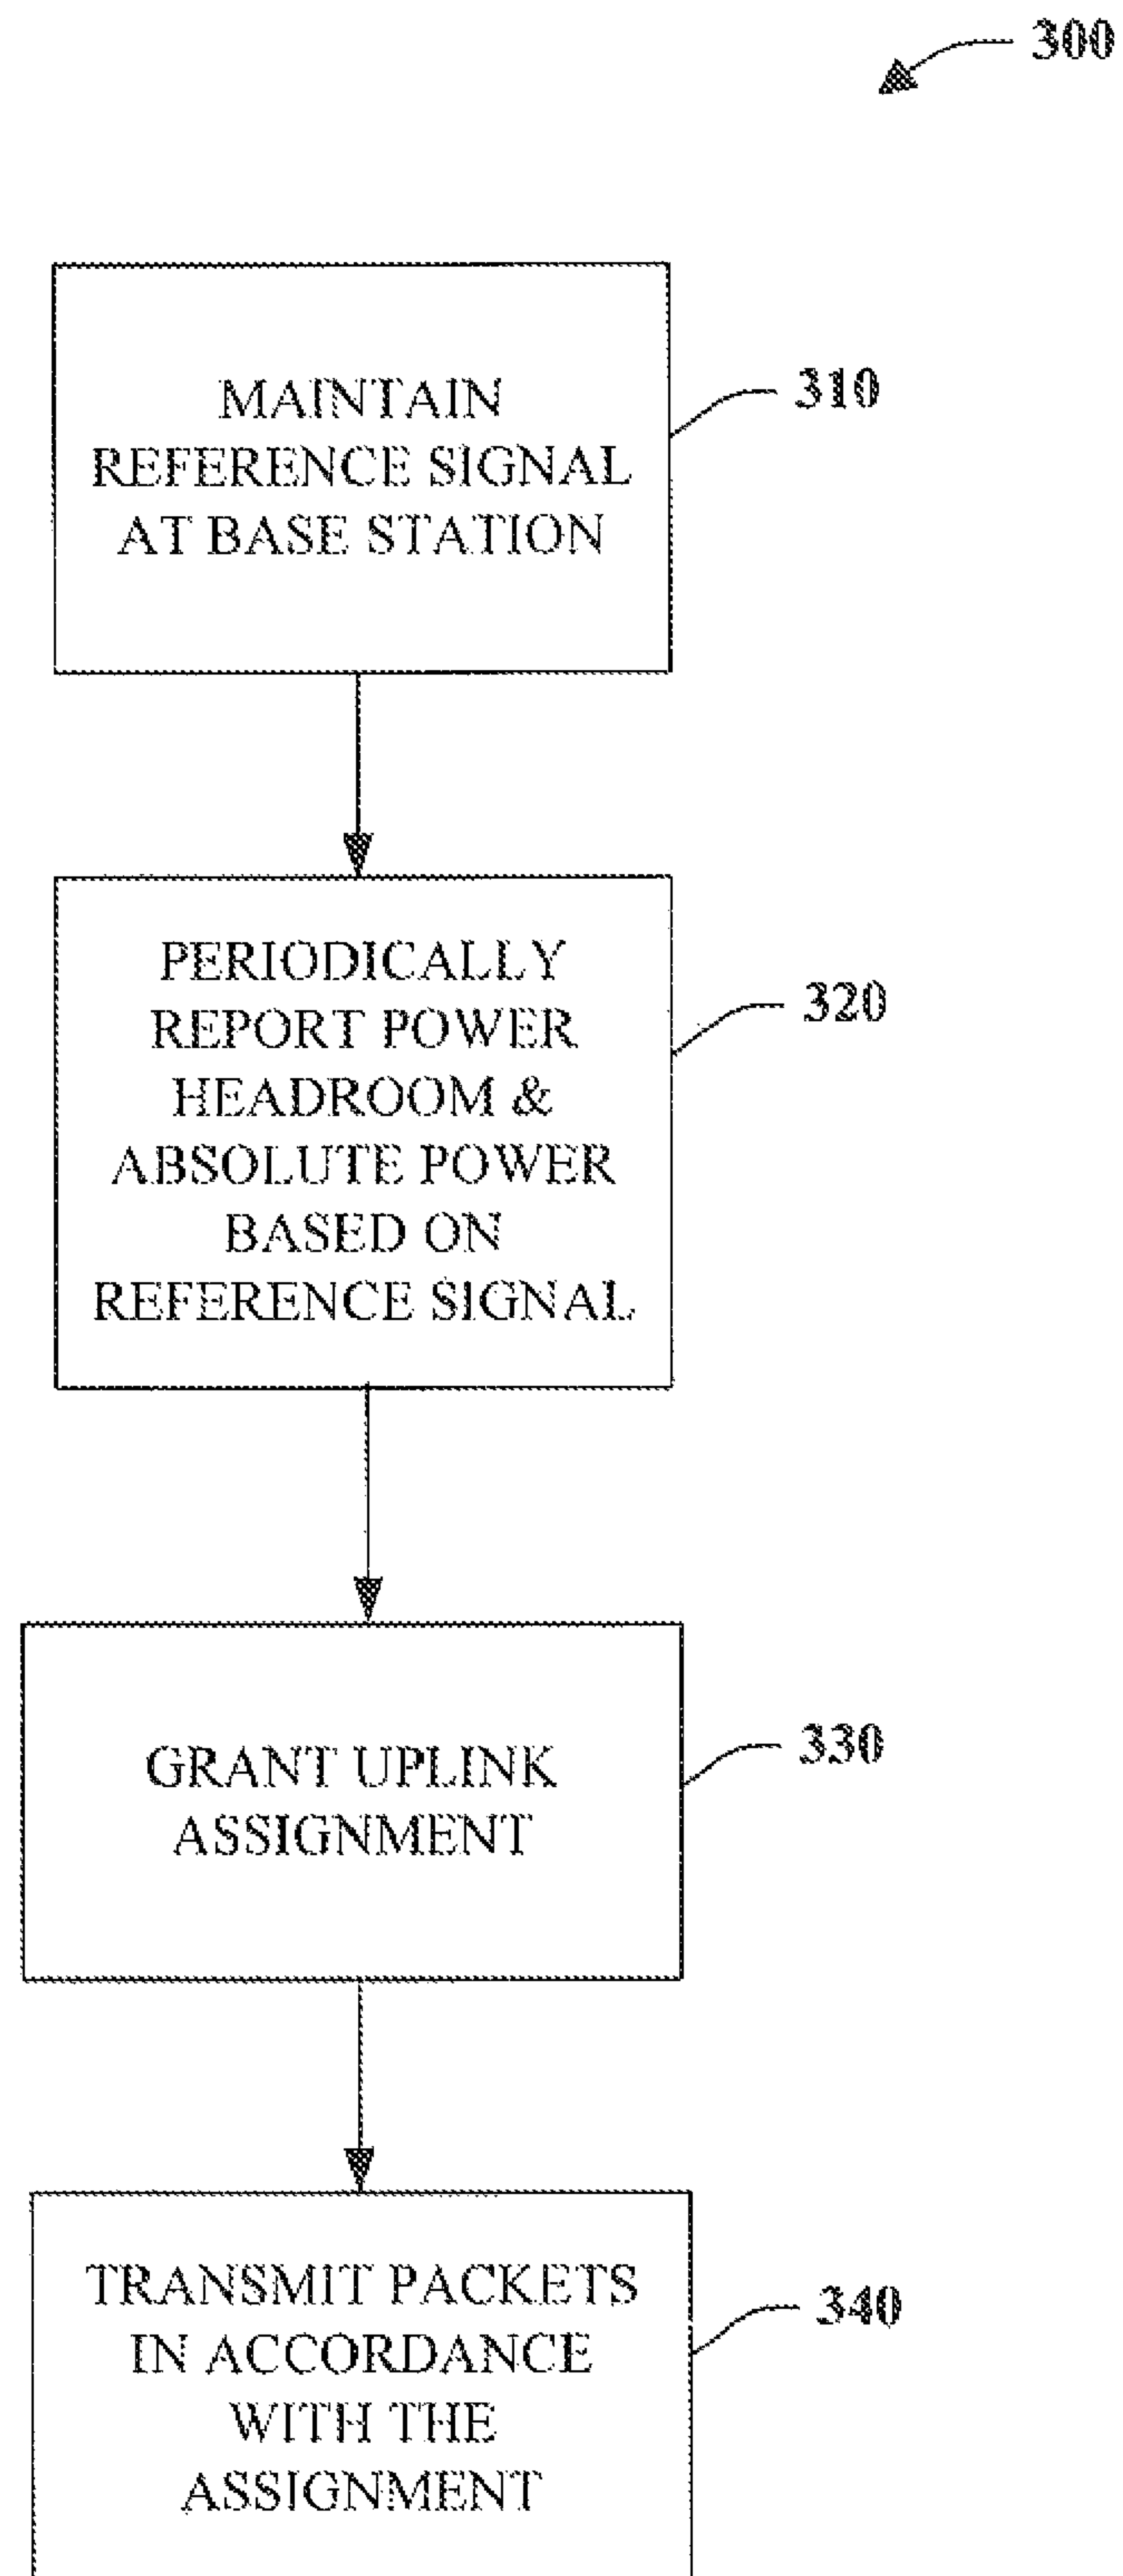 300
MAINTAIN
REFERENCE SIGNAL
AT BASE STATION
310
PERIODICALLY
REPORT POWER
HEADROOM &
ABSOLUTE POWER
BASED ON
REFERENCE SIGNAL
320
GRANT UPLINK
ASSIGNMENT
330
TRANSMIT PACKETS
IN ACCORDANCE
WITH THE
ASSIGNMENT
340